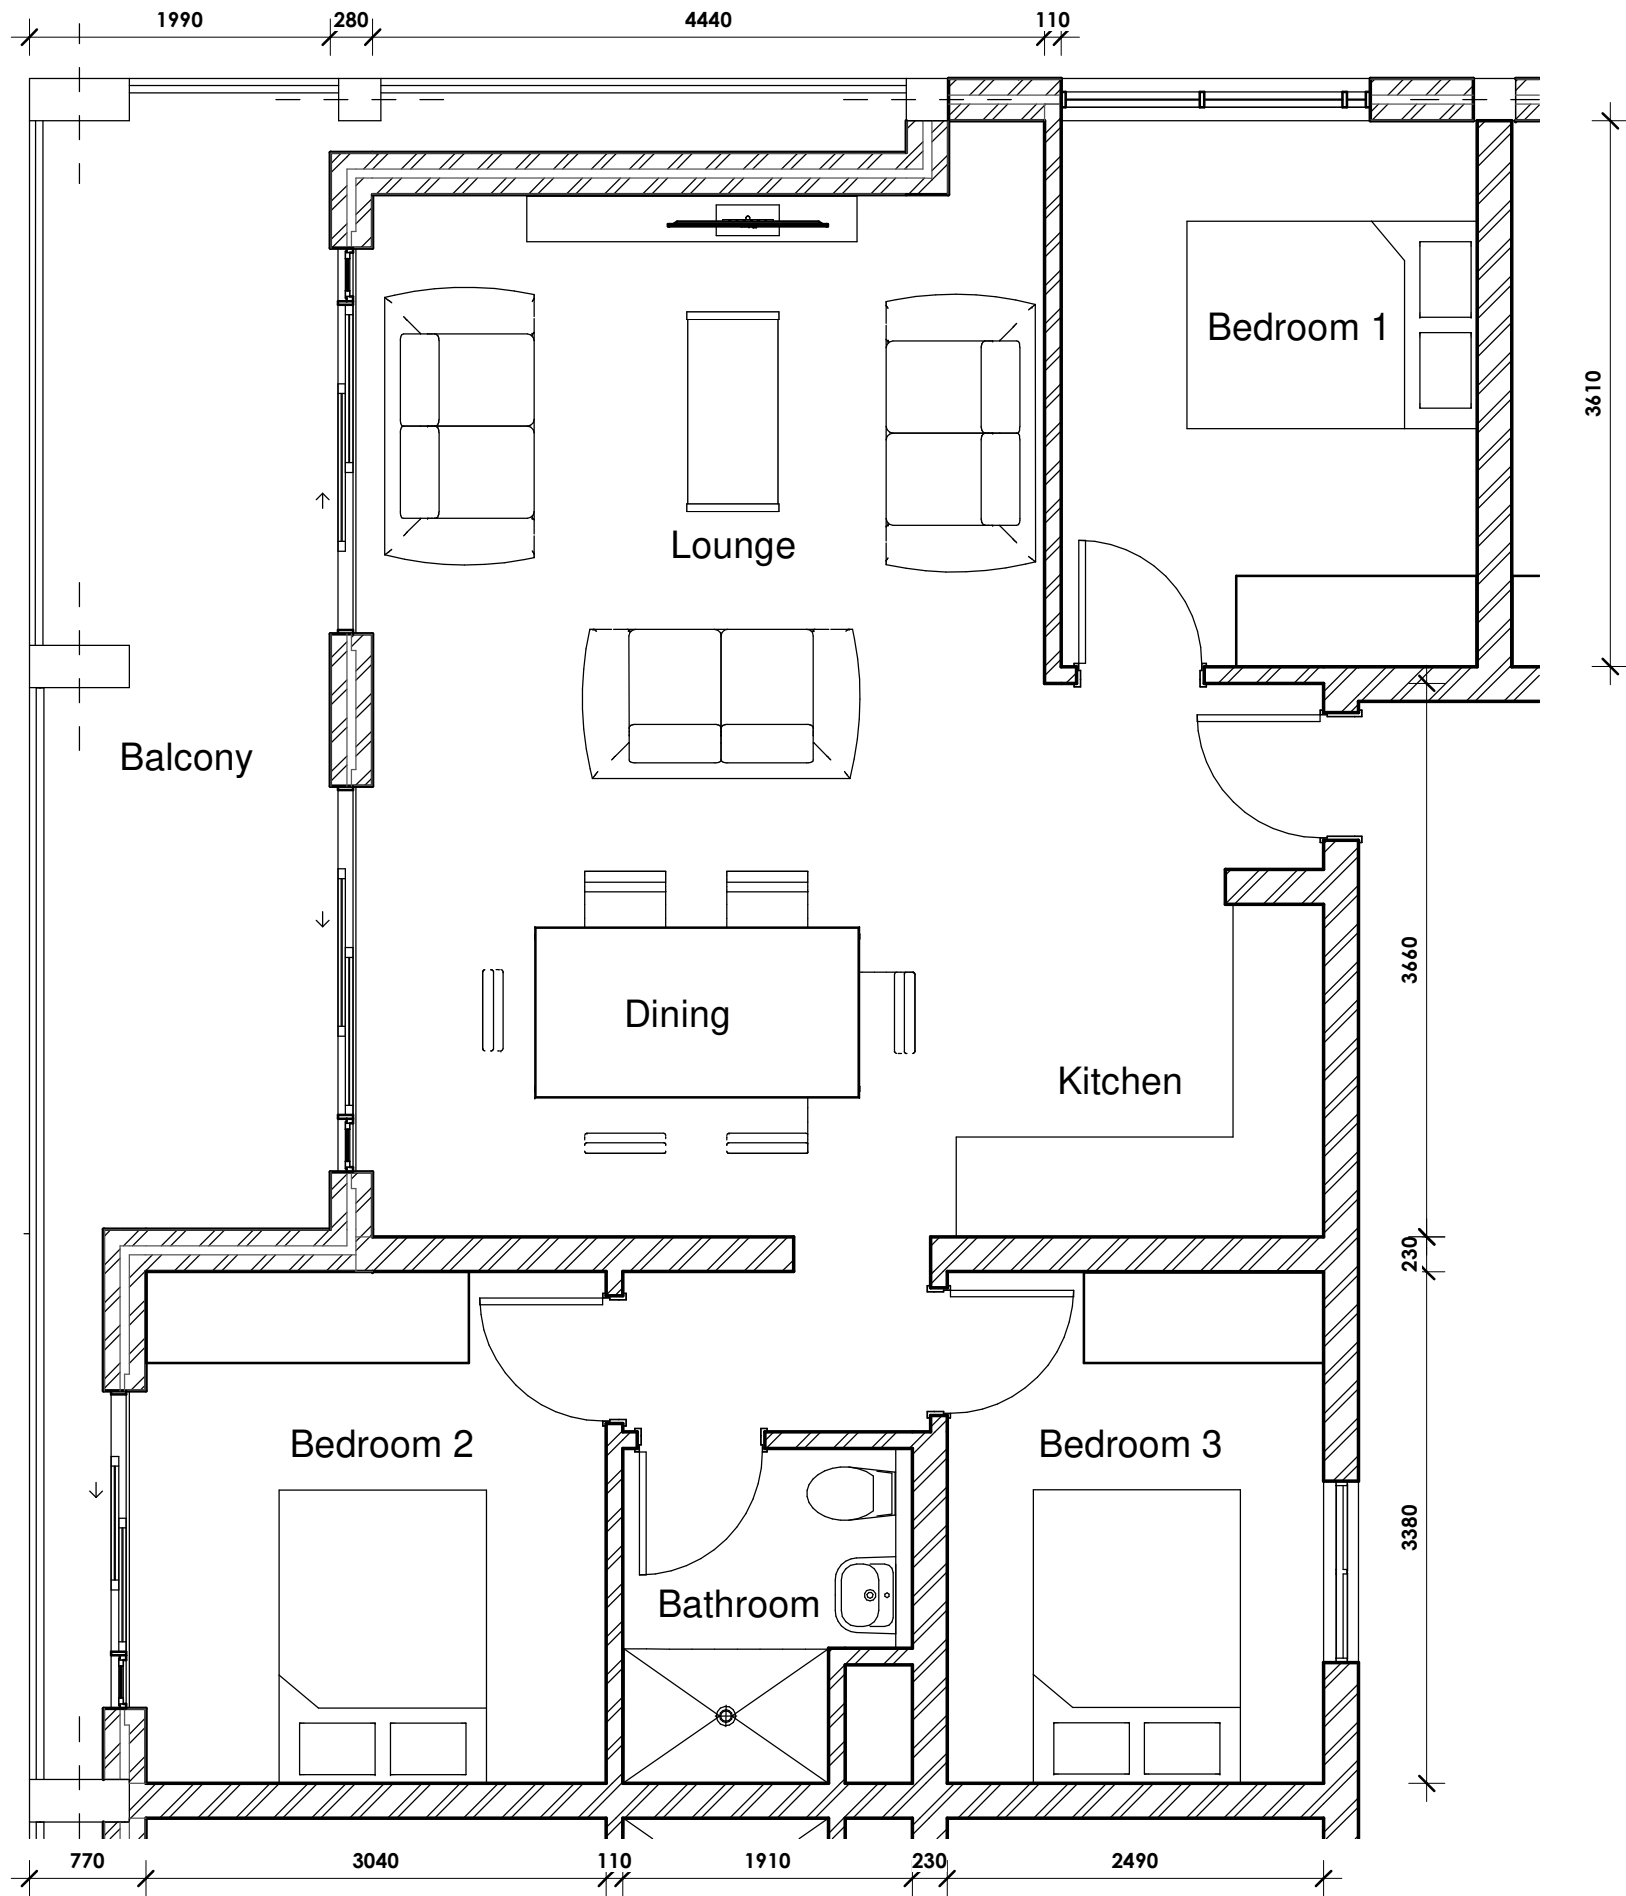 1990 280 4440 110
Bedroom 1
3610
Lounge
Balcony
3660
Dining
Kitchen
230
Bedroom 2 Bedroom 3
3380
Bathroom
770 3040 110 1910 230 2490